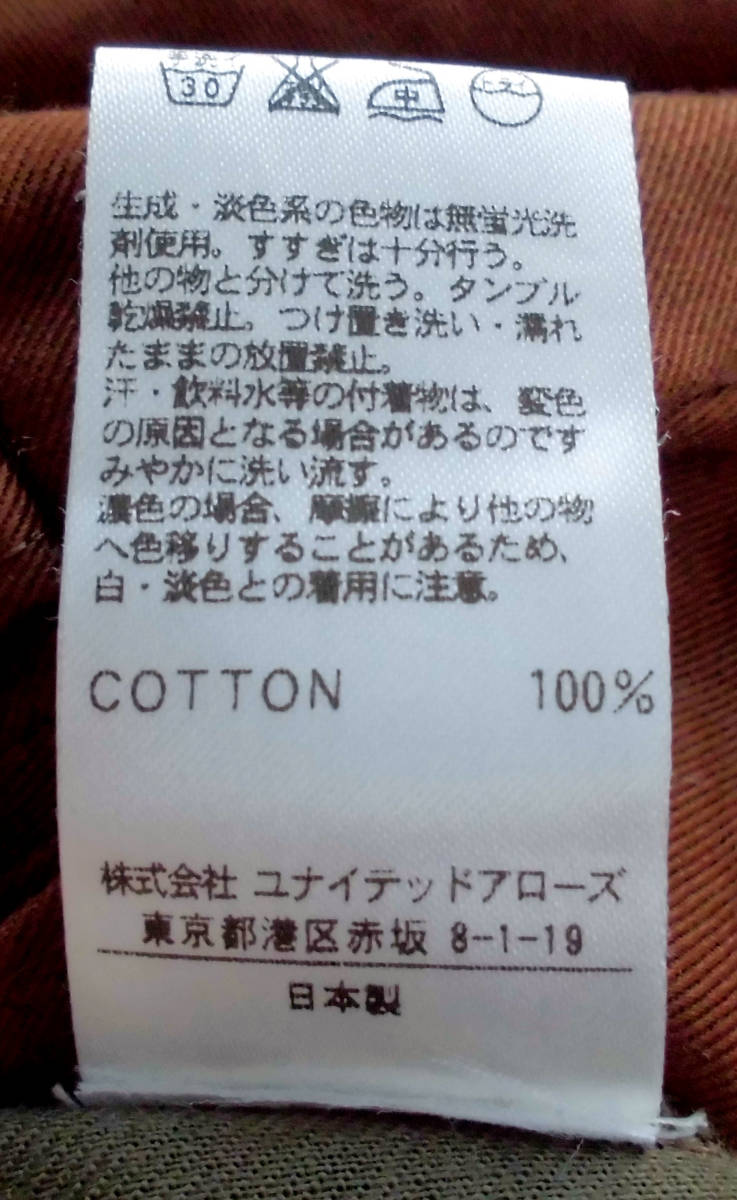 手洗イ
30
エンソ
サラシ
中
ドライ
生成・淡色系の色物は無蛍光洗
剤使用。すすぎは十分行う。
他の物と分けて洗う。タンブル
乾燥禁止。つけ置き洗い・濡れ
たままの放置禁止。
汗・飲料水等の付着物は、変色
の原因となる場合があるのです
みやかに洗い流す。
濃色の場合、摩擦により他の物
へ色移りすることがあるため、
白・淡色との着用に注意。
COTTON 100%
株式会社 ユナイテッドアローズ
東京都港区赤坂 8-1-19
日本製